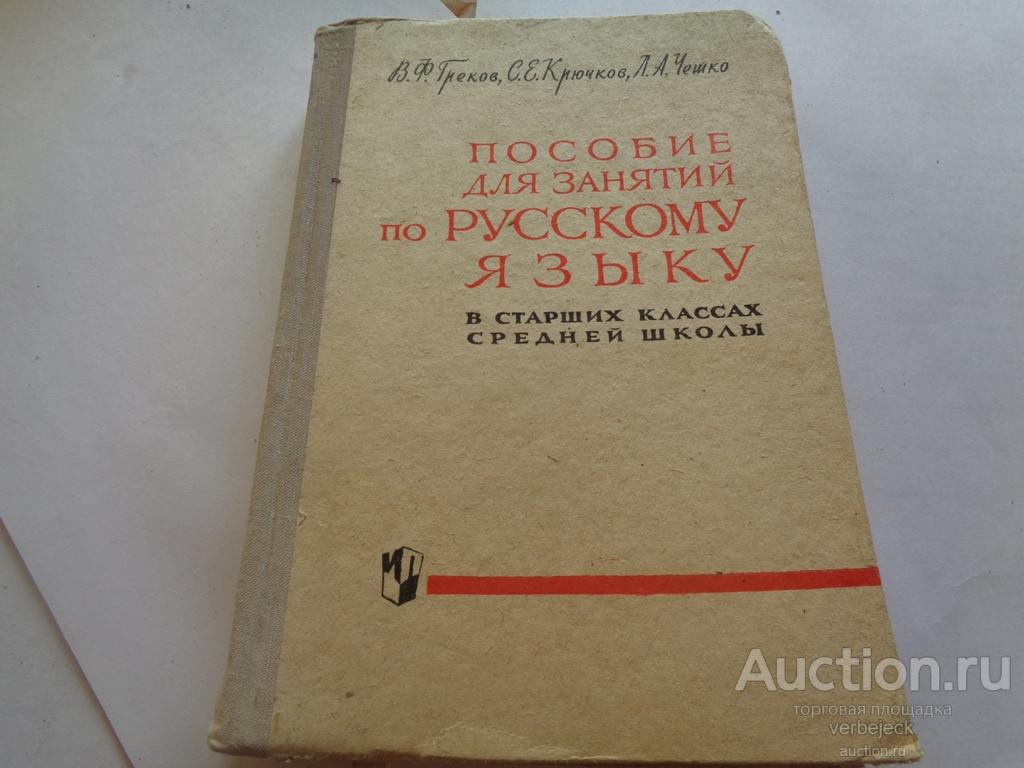 В.Ф.Греков, С.Е.Крючков, Л.А.Чешко
ПОСОБИЕ
ДЛЯ ЗАНЯТИЙ
ПО РУССКОМУ
ЯЗЫКУ
В СТАРШИХ КЛАССАХ
СРЕДНЕЙ ШКОЛЫ
ИП
Auction.ru
торговая площадка
verbejeck
auction.ru